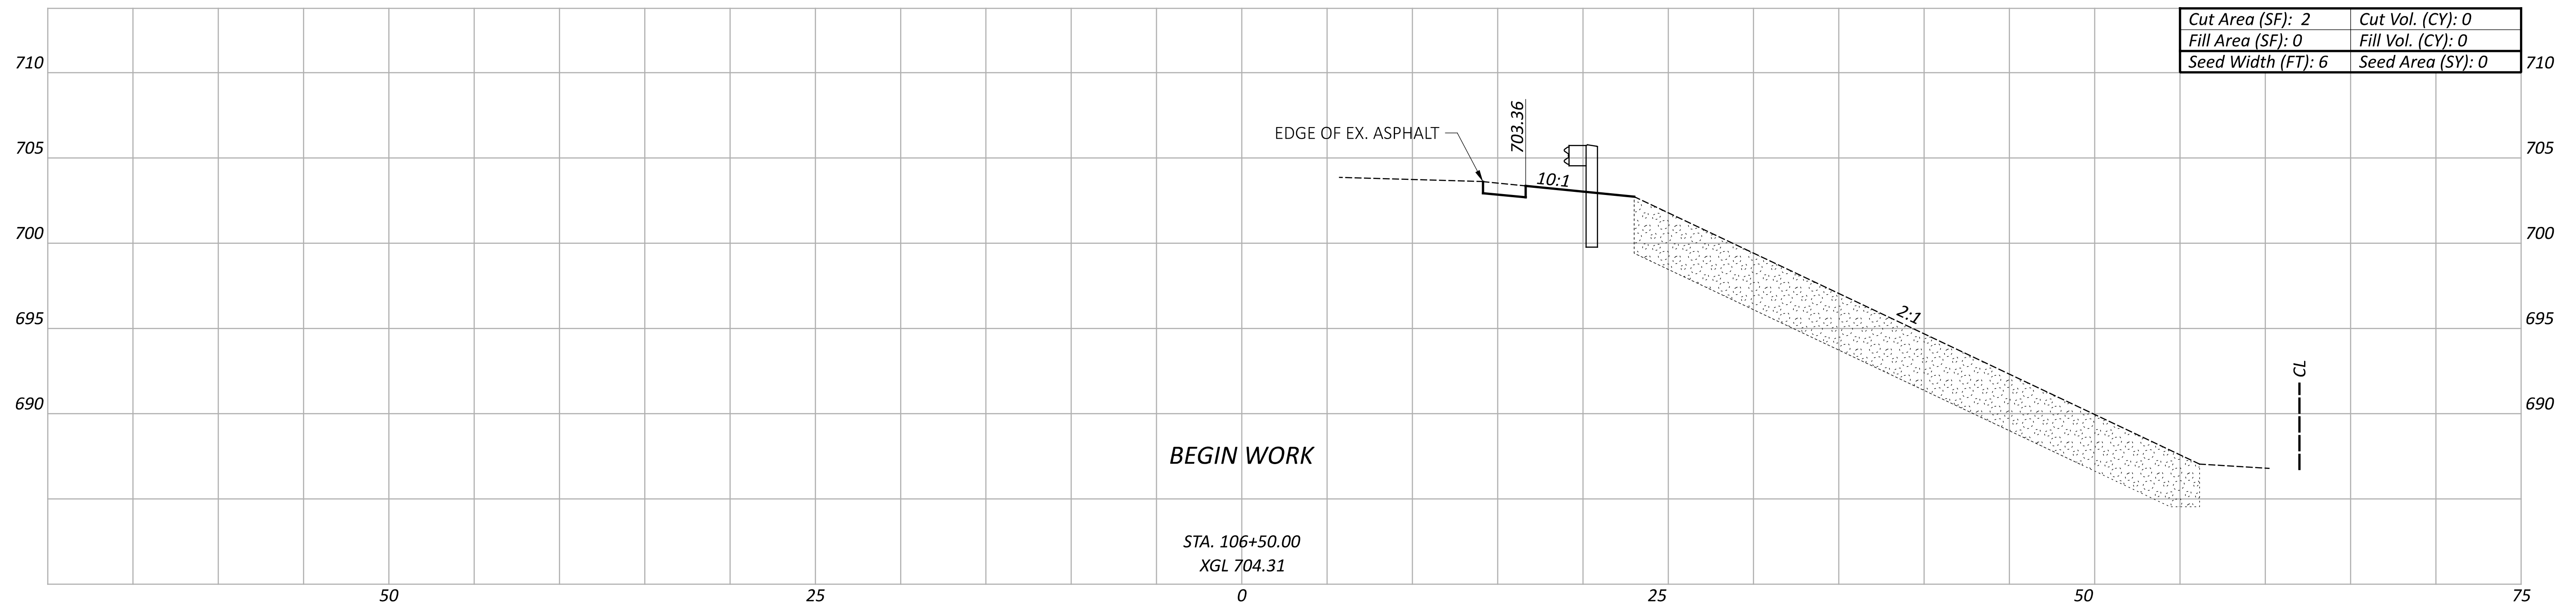 Cut Area (SF): 2 Cut Vol. (CY): 0
Fill Area (SF): 0 Fill Vol. (CY): 0
Seed Width (FT): 6 Seed Area (SY): 0
710 710
703.36
EDGE OF EX. ASPHALT
705 705
10:1
700 700
2:1
695 695
CL
690 690
BEGIN WORK
STA. 106+50.00
XGL 704.31
50 25 0 25 50 75